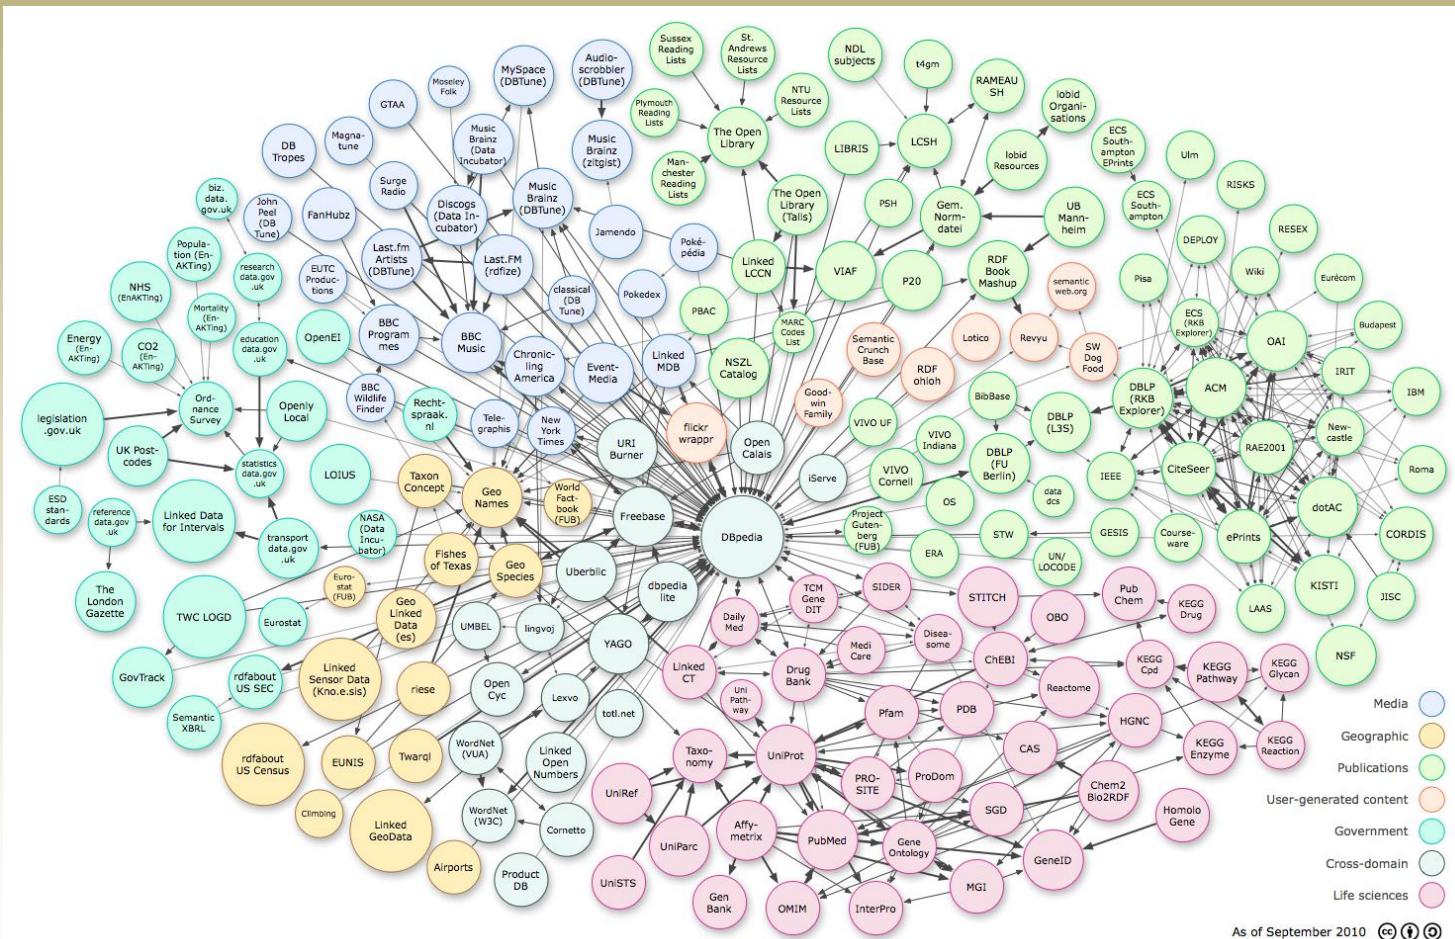 Sussex
Reading
Lists
St.
Andrews
Resource
Lists
NDL
subjects
t4gm
RAMEAU
SH
lobid
Organi-
sations
Audio-
scrobbler
(DBTune)
MySpace
(DBTune)
Moseley
Folk
GTAA
Plymouth
Reading
Lists
NTU
Resource
Lists
The Open
Library
LIBRIS
LCSH
lobid
Resources
ECS
South-
ampton
EPrints
Ulm
Magna-
tune
DB
Tropes
Music
Brainz
(Data
Incubator)
Music
Brainz
(zitgist)
Man-
chester
Reading
Lists
RISKS
biz.
data.
gov.uk
John
Peel
(DB
Tune)
FanHubz
Surge
Radio
Discogs
(Data In-
cubator)
Music
Brainz
(DBTune)
The Open
Library
(Talis)
PSH
Gem.
Norm-
datei
UB
Mann-
heim
ECS
South-
ampton
RESEX
Popula-
tion (En-
AKTing)
Last.fm
Artists
(DBTune)
Last.FM
(rdfize)
Jamendo
Poké-
pédia
DEPLOY
NHS
(EnAKTing)
research
data.gov
.uk
EUTC
Produc-
tions
classical
(DB
Tune)
Pokedex
Linked
LCCN
VIAF
P20
RDF
Book
Mashup
semantic
web.org
Pisa
Wiki
Eurécom
Mortality
(En-
AKTing)
Energy
(En-
AKTing)
CO2
(En-
AKTing)
education
data.gov
.uk
OpenEI
BBC
Program
mes
BBC
Music
Chronic-
ling
America
Event-
Media
Linked
MDB
PBAC
MARC
Codes
List
NSZL
Catalog
Semantic
Crunch
Base
RDF
ohloh
Lotico
Revyu
SW
Dog
Food
ECS
(RKB
Explorer)
OAI
Budapest
IRIT
IBM
legislation
.gov.uk
Ord-
nance
Survey
Openly
Local
BBC
Wildlife
Finder
Recht-
spraak.
nl
Tele-
graphis
New
York
Times
URI
Burner
flickr
wrappr
Open
Calais
Good-
win
Family
VIVO UF
VIVO
Indiana
BibBase
DBLP
(L3S)
DBLP
(RKB
Explorer)
ACM
New-
castle
RAE2001
UK Post-
codes
statistics
data.gov
.uk
LOIUS
Taxon
Concept
Geo
Names
World
Fact-
book
(FUB)
Freebase
DBpedia
iServe
VIVO
Cornell
DBLP
(FU
Berlin)
IEEE
CiteSeer
Roma
ESD
stan-
dards
reference
data.gov
.uk
Linked Data
for Intervals
transport
data.gov
.uk
NASA
(Data
Incu-
bator)
Fishes
of Texas
Geo
Species
Uberblic
dbpedia
lite
Project
Guten-
berg
(FUB)
OS
ERA
STW
data
dcs
UN/
LOCODE
GESIS
Course-
ware
ePrints
dotAC
CORDIS
The
London
Gazette
TWC LOGD
Eurostat
Euro-
stat
(FUB)
Geo
Linked
Data
(es)
UMBEL
lingvoj
YAGO
Daily
Med
TCM
Gene
DIT
SIDER
STITCH
OBO
Pub
Chem
KEGG
Drug
LAAS
KISTI
JISC
NSF
GovTrack
rdfabout
US SEC
Semantic
XBRL
Linked
Sensor Data
(Kno.e.sis)
riese
Open
Cyc
Lexvo
totl.net
Linked
CT
Uni
Path-
way
Drug
Bank
Medi
Care
Disea-
some
ChEBI
Reactome
KEGG
Cpd
KEGG
Pathway
KEGG
Glycan
rdfabout
US Census
EUNIS
Twarql
WordNet
(VUA)
Linked
Open
Numbers
Taxo-
nomy
UniProt
Pfam
PDB
HGNC
CAS
KEGG
Enzyme
KEGG
Reaction
Climbing
Linked
GeoData
Airports
WordNet
(W3C)
Cornetto
Product
DB
UniRef
UniParc
UniSTS
Affy-
metrix
Gen
Bank
PubMed
OMIM
PRO-
SITE
ProDom
Gene
Ontology
InterPro
SGD
MGI
Chem2
Bio2RDF
GeneID
Homolo
Gene
Media
Geographic
Publications
User-generated content
Government
Cross-domain
Life sciences
As of September 2010
cc